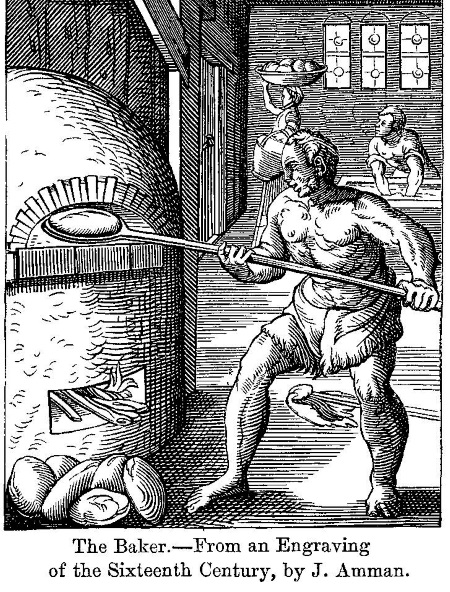 The Baker.—From an Engraving
of the Sixteenth Century, by J. Amman.